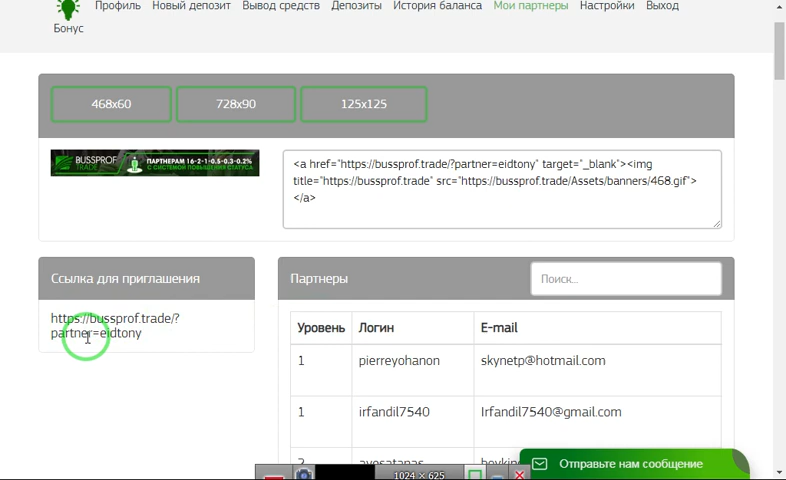 Профиль Новый депозит Вывод средств Депозиты История баланса Мои партнеры Настройки Выход
Бонус
468x60 728x90 125x125
BUSSPROF TRADE
ПАРТНЕРАМ 16-2-1-0.5-0.3-0.2%
С СИСТЕМОЙ ПОВЫШЕНИЯ СТАТУСА
<a href="https://bussprof.trade/?partner=eidtony" target="_blank"><img
title="https://bussprof.trade" src="https://bussprof.trade/Assets/banners/468.gif">
</a>
Ссылка для приглашения
https://bussprof.trade/?
partner=eidtony
Партнеры
Поиск...
Уровень Логин E-mail
1 pierreyohanon skynetp@hotmail.com
1 irfandil7540 Irfandil7540@gmail.com
2
Отправьте нам сообщение
1024 × 625